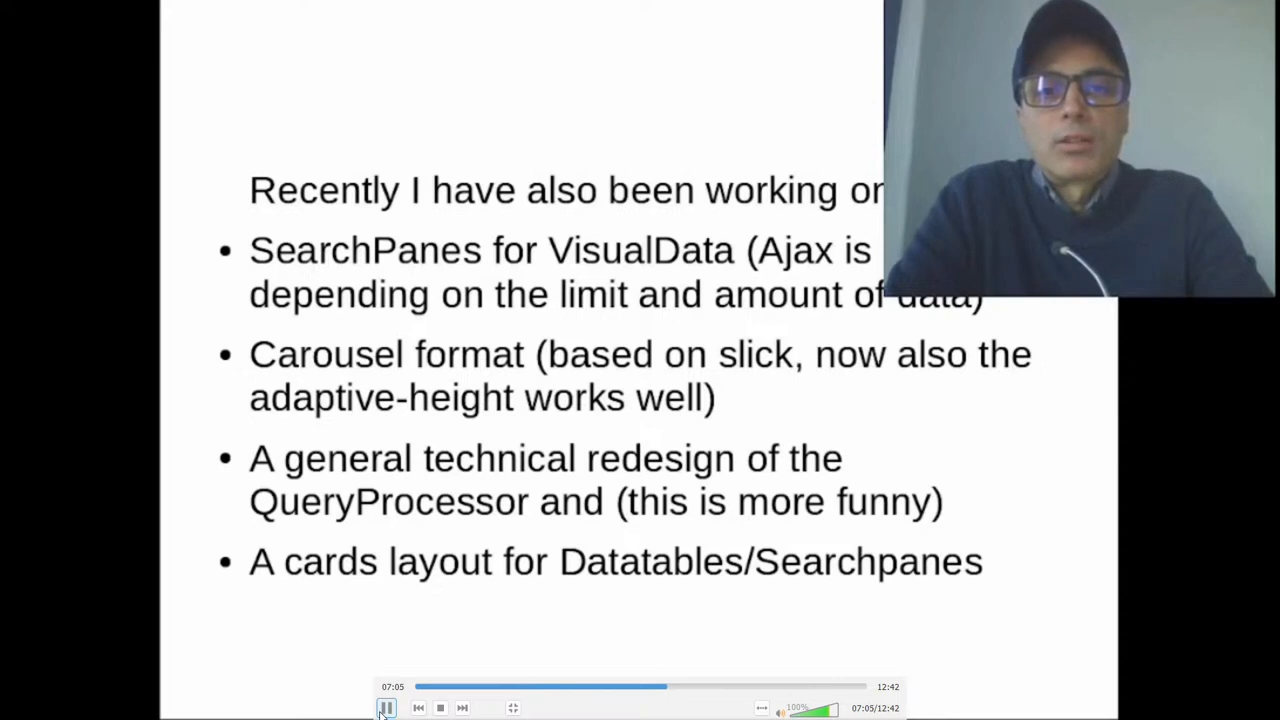 Recently I have also been working on
• SearchPanes for VisualData (Ajax is
depending on the limit and amount of data)
• Carousel format (based on slick, now also the
adaptive-height works well)
• A general technical redesign of the
QueryProcessor and (this is more funny)
• A cards layout for Datatables/Searchpanes
07:05
12:42
100%
07:05/12:42